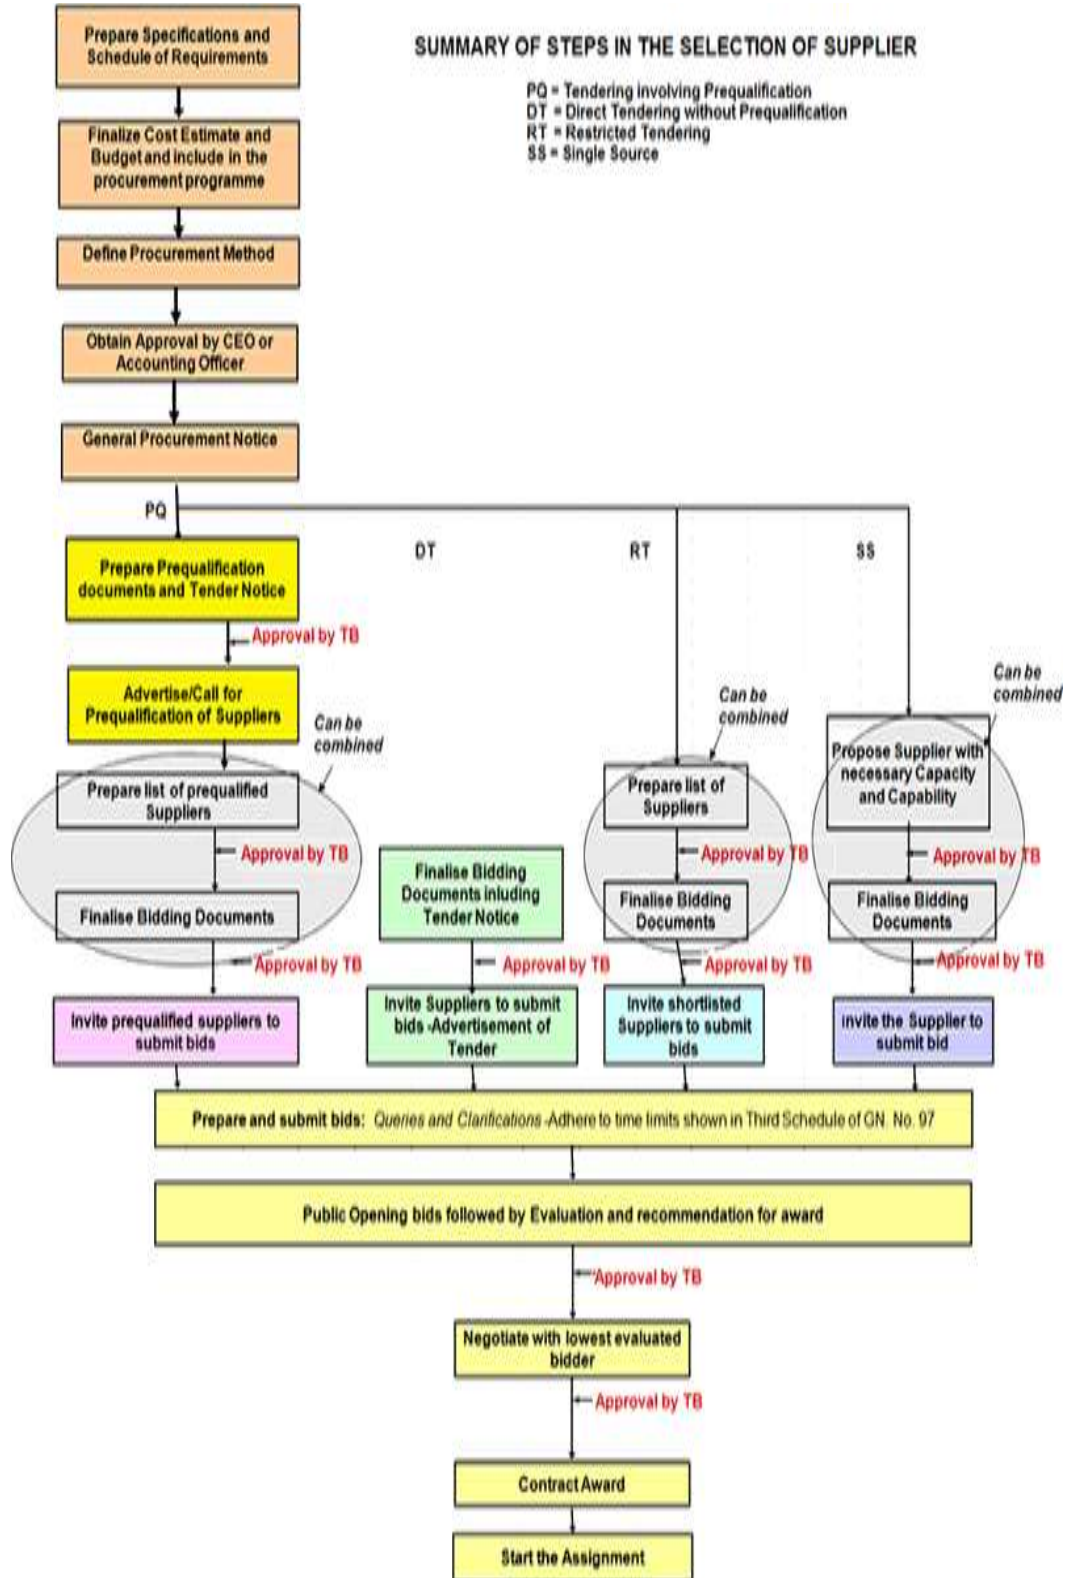 Prepare Specifications and
Schedule of Requirements
SUMMARY OF STEPS IN THE SELECTION OF SUPPLIER
PQ = Tendering involving Prequalification
DT = Direct Tendering without Prequalification
RT = Restricted Tendering
SS = Single Source
Finalize Cost Estimate and
Budget and include in the
procurement programme
Define Procurement Method
Obtain Approval by CEO or
Accounting Officer
General Procurement Notice
PQ
DT
RT
SS
Prepare Prequalification
documents and Tender Notice
Approval by TB
Advertise/Call for
Prequalification of Suppliers
Can be
combined
Prepare list of prequalified
Suppliers
Approval by TB
Finalise Bidding Documents
Approval by TB
Invite prequalified suppliers to
submit bids
Finalise Bidding
Documents inluding
Tender Notice
Approval by TB
Invite Suppliers to submit
bids -Advertisement of
Tender
Can be
combined
Prepare list of
Suppliers
Approval by TB
Finalise Bidding
Documents
Approval by TB
Invite shortlisted
Suppliers to submit
bids
Can be
combined
Propose Supplier with
necessary Capacity
and Capability
Approval by TB
Finalise Bidding
Documents
Approval by TB
Invite the Supplier to
submit bid
Prepare and submit bids: Queries and Clarifications -Adhere to time limits shown in Third Schedule of GN. No. 97
Public Opening bids followed by Evaluation and recommendation for award
Approval by TB
Negotiate with lowest evaluated
bidder
Approval by TB
Contract Award
Start the Assignment